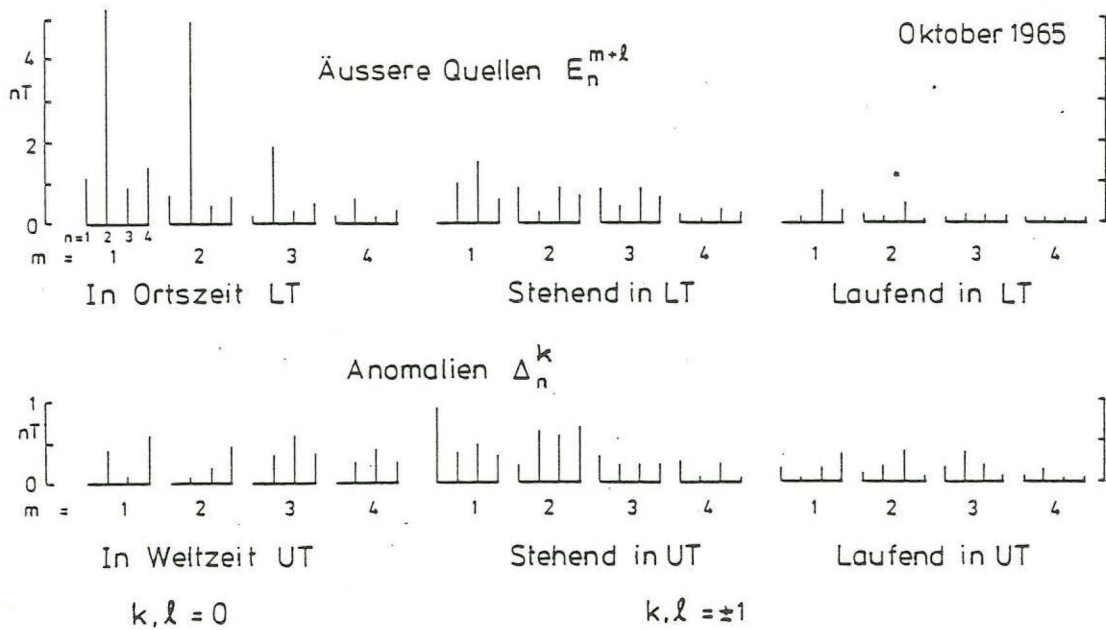 Oktober 1965
Äussere Quellen E_n^{m+l}
4
nT
2
0
n=1 2 3 4
m = 1 2 3 4 1 2 3 4 1 2 3 4
In Ortszeit LT Stehend in LT Laufend in LT
Anomalien Δ_n^k
1
nT
0
m = 1 2 3 4 1 2 3 4 1 2 3 4
In Weltzeit UT Stehend in UT Laufend in UT
k, l = 0 k, l = ±1